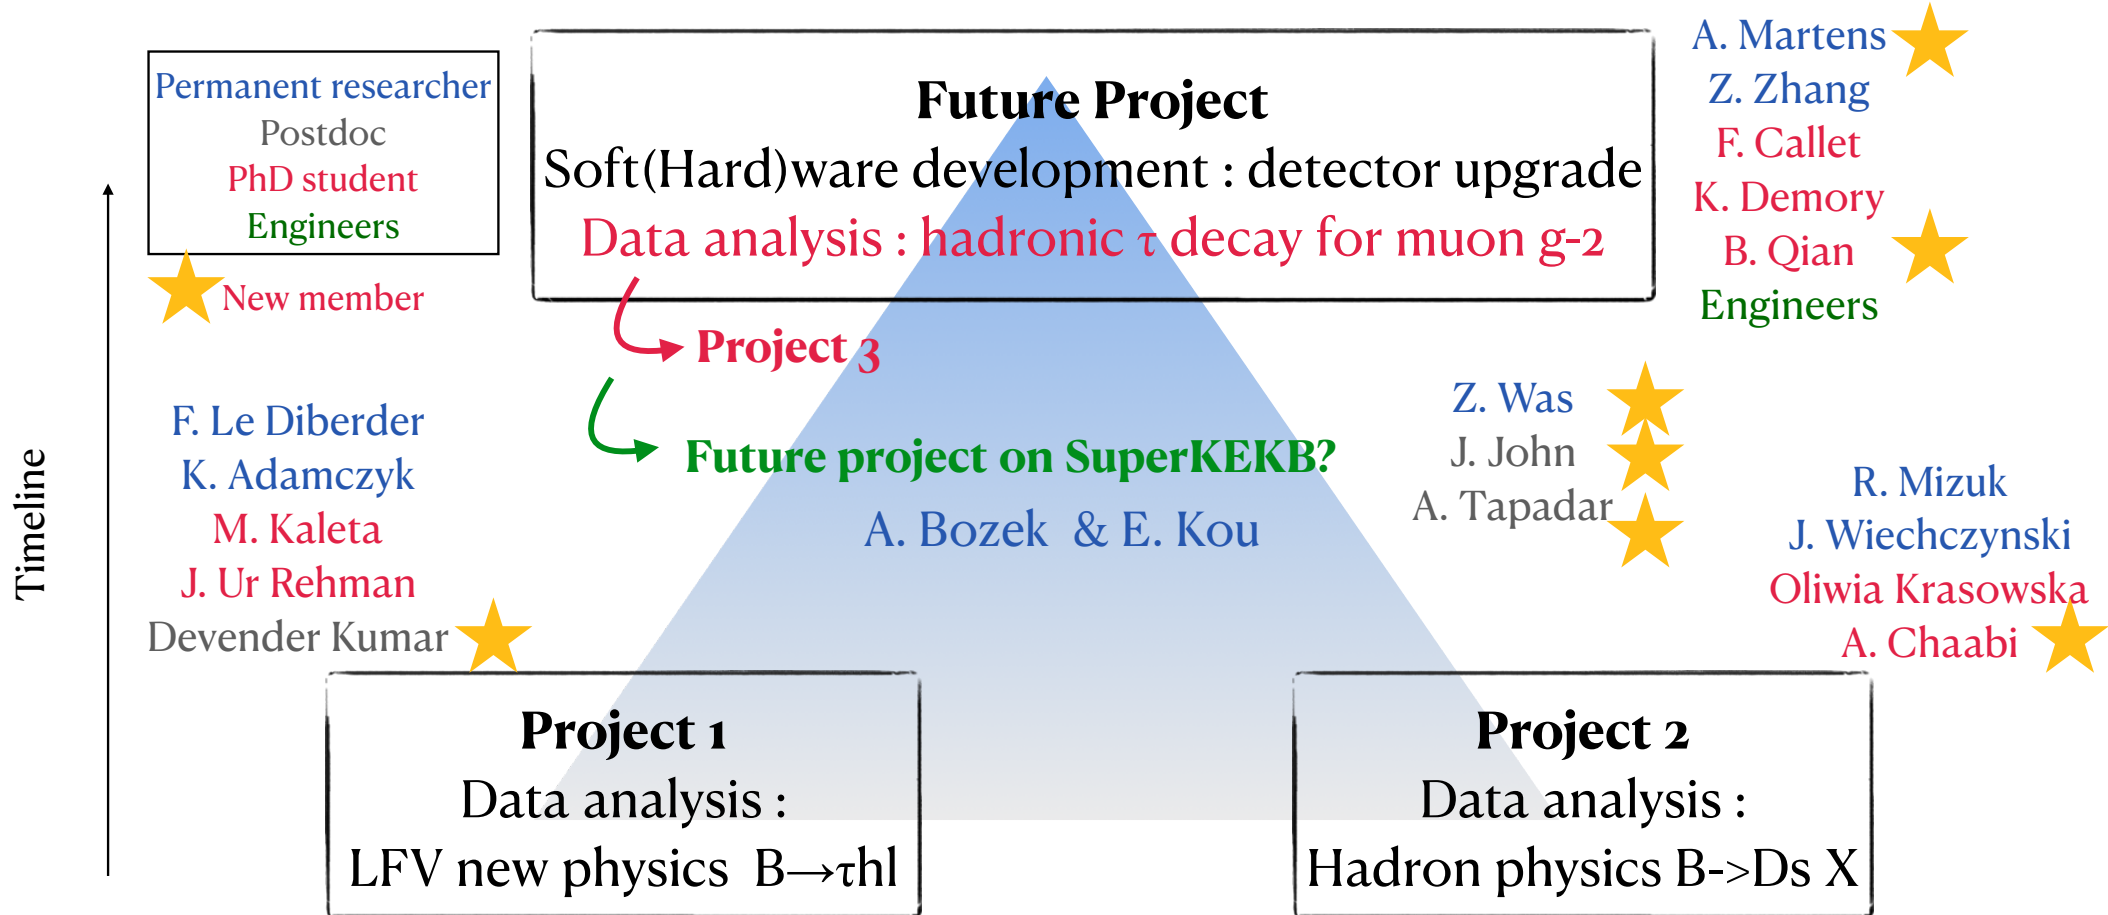 Permanent researcher
Postdoc
PhD student
Engineers
New member
Timeline
Future Project
Soft(Hard)ware development : detector upgrade
Data analysis : hadronic τ decay for muon g-2
Project 3
Future project on SuperKEKB?
A. Bozek & E. Kou
A. Martens
Z. Zhang
F. Callet
K. Demory
B. Qian
Engineers
F. Le Diberder
K. Adamczyk
M. Kaleta
J. Ur Rehman
Devender Kumar
Z. Was
J. John
A. Tapadar
R. Mizuk
J. Wiechczynski
Oliwia Krasowska
A. Chaabi
Project 1
Data analysis :
LFV new physics B→τhl
Project 2
Data analysis :
Hadron physics B->Ds X